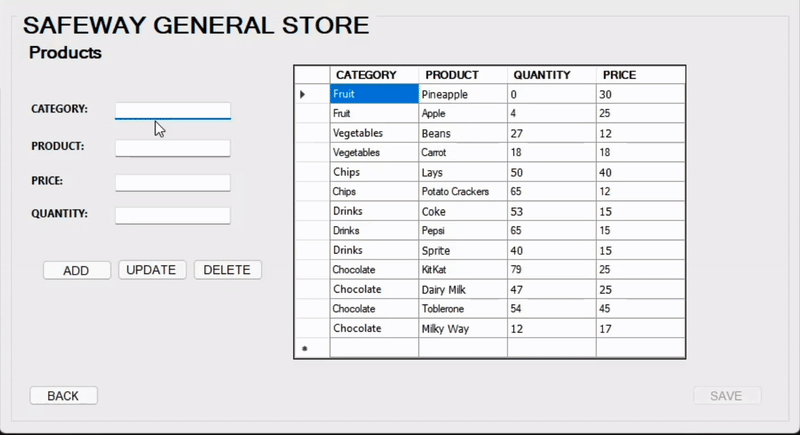 SAFEWAY GENERAL STORE
Products
CATEGORY:
PRODUCT:
PRICE:
QUANTITY:
ADD UPDATE DELETE
CATEGORY PRODUCT QUANTITY PRICE
Fruit Pineapple 0 30
Fruit Apple 4 25
Vegetables Beans 27 12
Vegetables Carrot 18 18
Chips Lays 50 40
Chips Potato Crackers 65 12
Drinks Coke 53 15
Drinks Pepsi 65 15
Drinks Sprite 40 15
Chocolate KitKat 79 25
Chocolate Dairy Milk 47 25
Chocolate Toblerone 54 45
Chocolate Milky Way 12 17
BACK SAVE